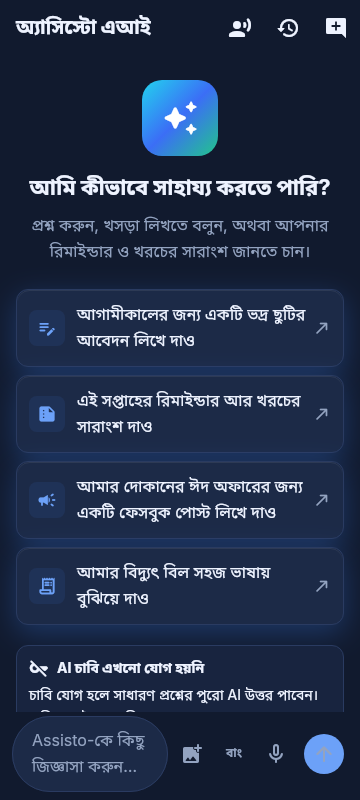 অ্যাসিস্টো এআই
আমি কীভাবে সাহায্য করতে পারি?
প্রশ্ন করুন, খসড়া লিখতে বলুন, অথবা আপনার
রিমাইন্ডার ও খরচের সারাংশ জানতে চান।
আগামীকালের জন্য একটি ভদ্র ছুটির
আবেদন লিখে দাও
এই সপ্তাহের রিমাইন্ডার আর খরচের
সারাংশ দাও
আমার দোকানের ঈদ অফারের জন্য
একটি ফেসবুক পোস্ট লিখে দাও
আমার বিদ্যুৎ বিল সহজ ভাষায়
বুঝিয়ে দাও
AI চাবি এখনো যোগ হয়নি
চাবি যোগ হলে সাধারণ প্রশ্নের পুরো AI উত্তর পাবেন।
Assisto-কে কিছু
জিজ্ঞাসা করুন...
বাং